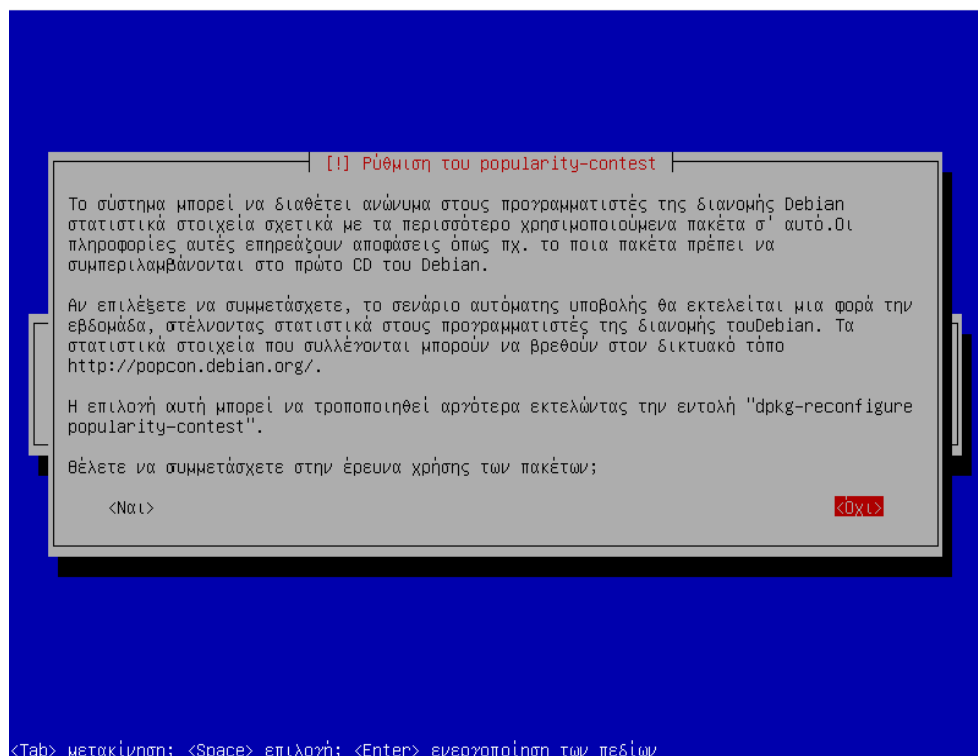 [!] Ρύθμιση του popularity-contest
Το σύστημα μπορεί να διαθέτει ανώνυμα στους προγραμματιστές της διανομής Debian
στατιστικά στοιχεία σχετικά με τα περισσότερο χρησιμοποιούμενα πακέτα σ' αυτό.Οι
πληροφορίες αυτές επηρεάζουν αποφάσεις όπως πχ. το ποια πακέτα πρέπει να
συμπεριλαμβάνονται στο πρώτο CD του Debian.
Αν επιλέξετε να συμμετάσχετε, το σενάριο αυτόματης υποβολής θα εκτελείται μια φορά την
εβδομάδα, στέλνοντας στατιστικά στους προγραμματιστές της διανομής τουDebian. Τα
στατιστικά στοιχεία που συλλέγονται μπορούν να βρεθούν στον δικτυακό τόπο
http://popcon.debian.org/.
Η επιλογή αυτή μπορεί να τροποποιηθεί αργότερα εκτελώντας την εντολή "dpkg-reconfigure
popularity-contest".
Θέλετε να συμμετάσχετε στην έρευνα χρήσης των πακέτων;
<Ναι> <Όχι>
<Tab> μετακίνηση; <Space> επιλογή; <Enter> ενεργοποίηση των πεδίων